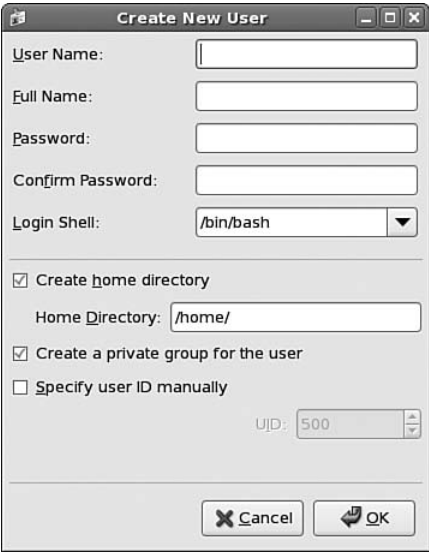 Create New User
User Name:
Full Name:
Password:
Confirm Password:
Login Shell: /bin/bash
Create home directory
Home Directory: /home/
Create a private group for the user
Specify user ID manually
UID: 500
Cancel OK